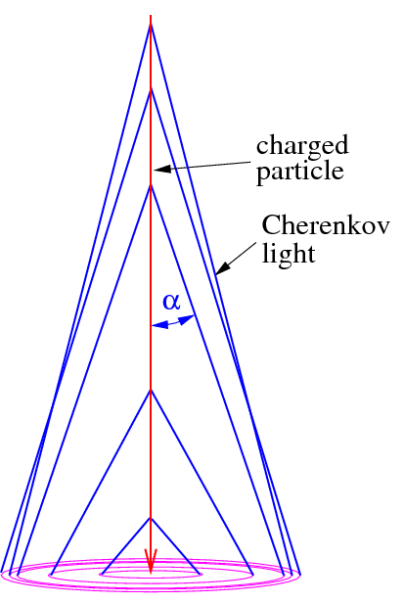 charged
particle
Cherenkov
light
α